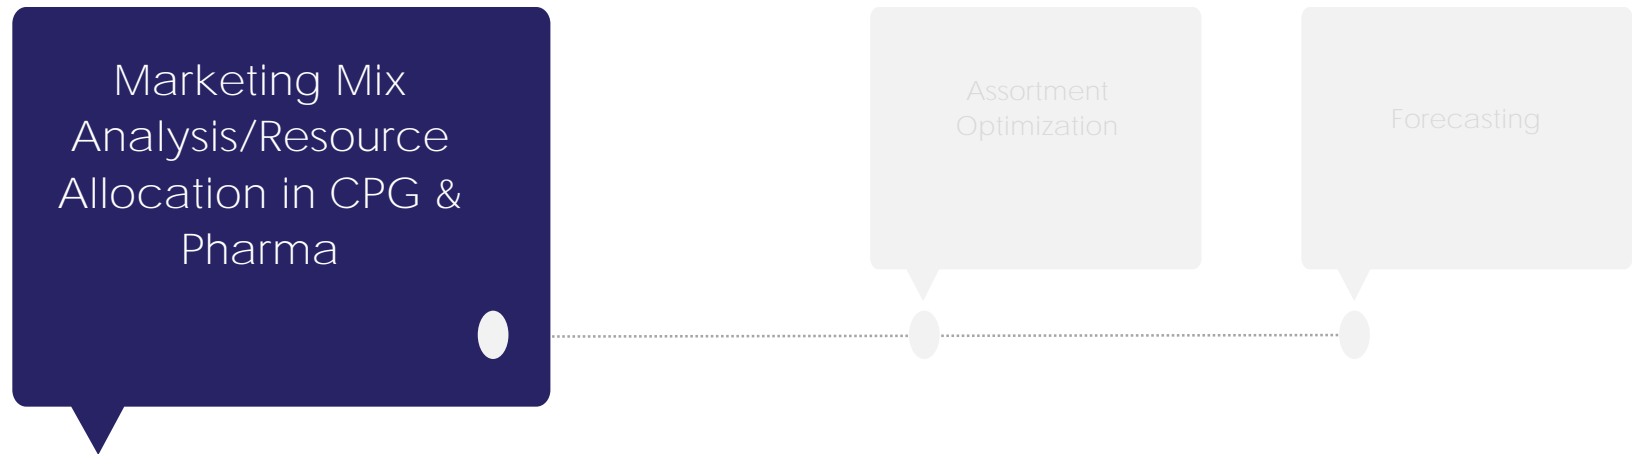 Marketing Mix
Analysis/Resource
Allocation in CPG &
Pharma
Assortment
Optimization
Forecasting